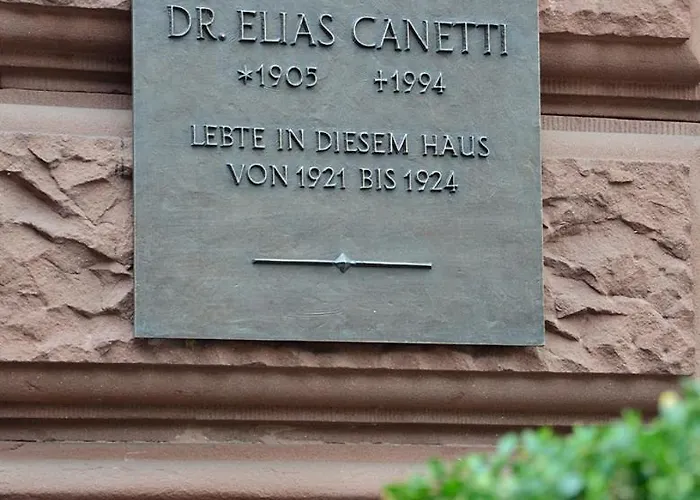 DR. ELIAS CANETTI
*1905 +1994
LEBTE IN DIESEM HAUS
VON 1921 BIS 1924